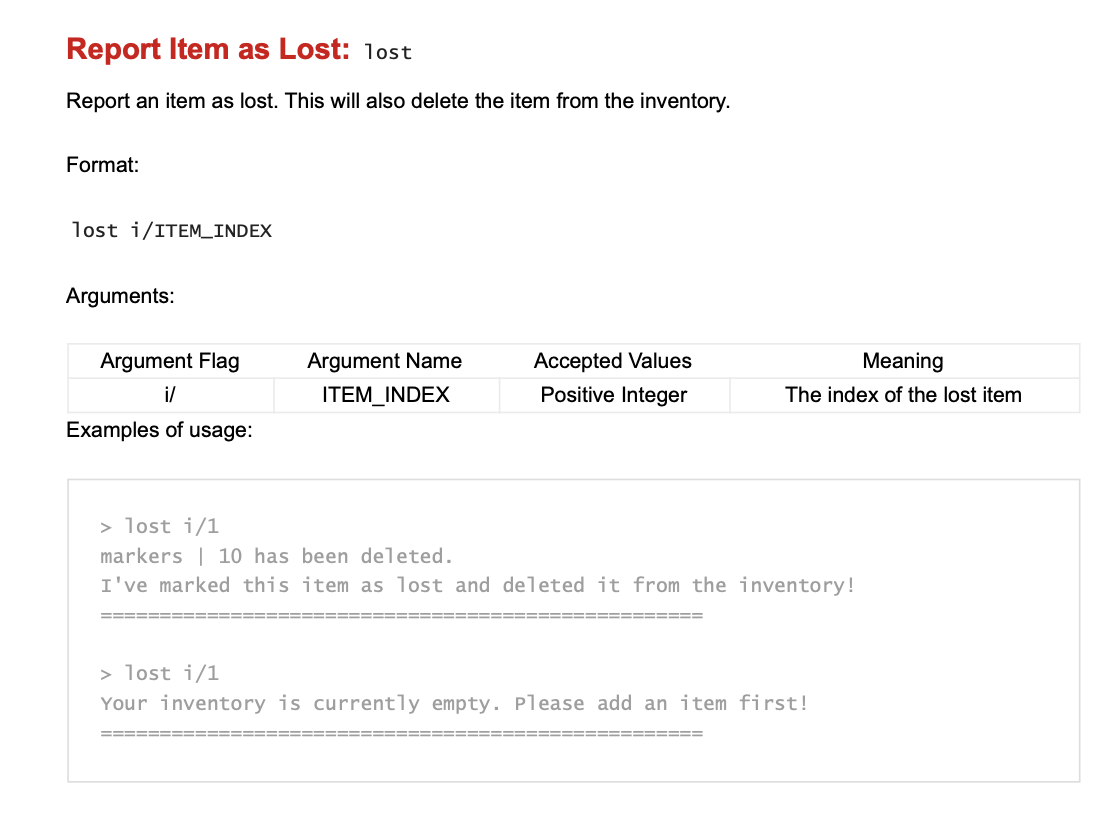 Report Item as Lost: lost
Report an item as lost. This will also delete the item from the inventory.
Format:
lost i/ITEM_INDEX
Arguments:
Argument Flag Argument Name Accepted Values Meaning
i/ ITEM_INDEX Positive Integer The index of the lost item
Examples of usage:
> lost i/1
markers | 10 has been deleted.
I've marked this item as lost and deleted it from the inventory!
===================================================
> lost i/1
Your inventory is currently empty. Please add an item first!
===================================================